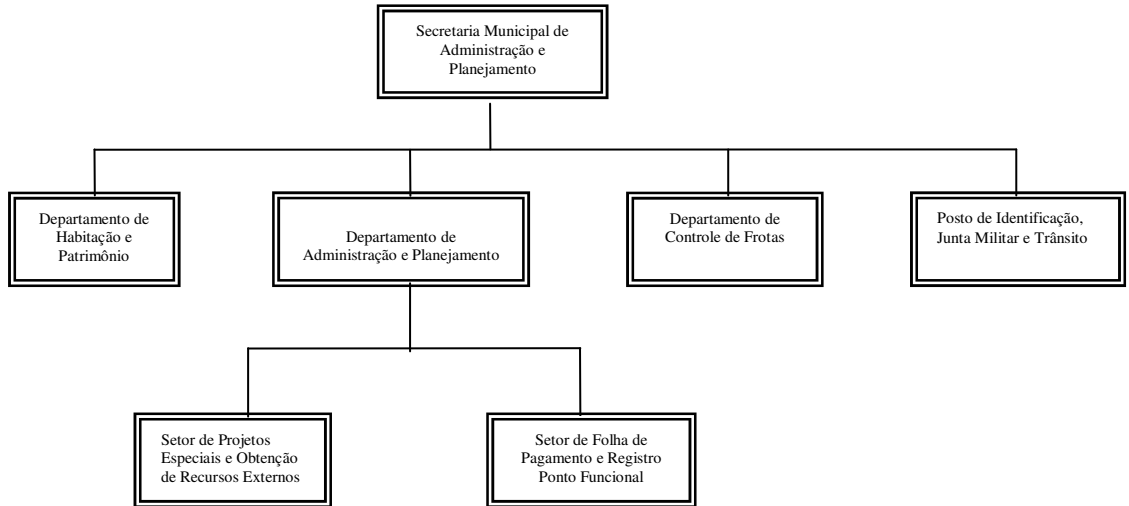 Secretaria Municipal de
Administração e
Planejamento
Departamento de
Habitação e
Patrimônio
Departamento de
Administração e Planejamento
Departamento de
Controle de Frotas
Posto de Identificação,
Junta Militar e Trânsito
Setor de Projetos
Especiais e Obtenção
de Recursos Externos
Setor de Folha de
Pagamento e Registro
Ponto Funcional